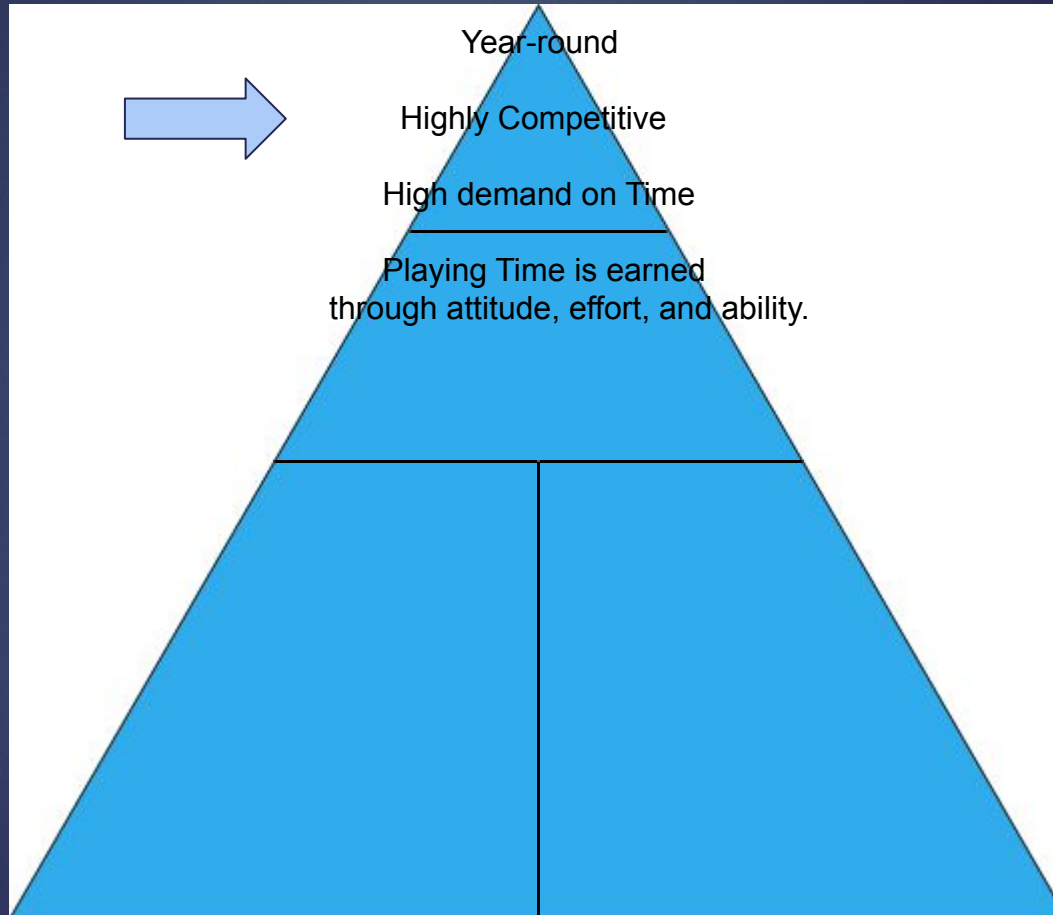 Year-round
Highly Competitive
High demand on Time
Playing Time is earned
through attitude, effort, and ability.